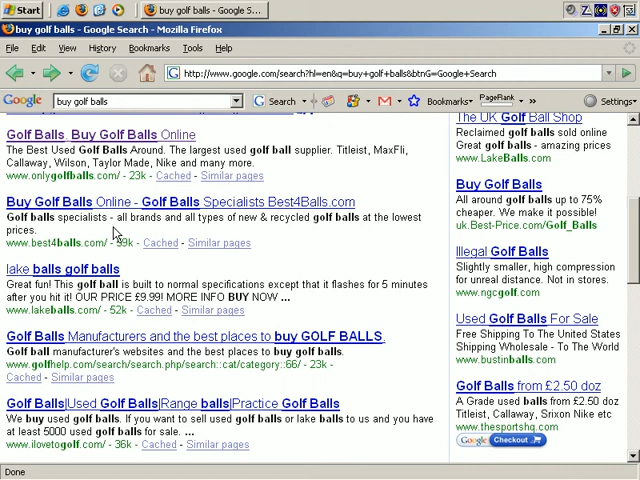 Start
buy golf balls - Google S...
buy golf balls - Google Search - Mozilla Firefox
File Edit View History Bookmarks Tools Help
http://www.google.com/search?hl=en&q=buy+golf+balls&btnG=Google+Search
Google buy golf balls Search Bookmarks PageRank Settings
Golf Balls. Buy Golf Balls Online
The Best Used Golf Balls Around. The largest used golf ball supplier. Titleist, MaxFli,
Callaway, Wilson, Taylor Made, Nike and many more.
www.onlygolfballs.com/ - 23k - Cached - Similar pages
Buy Golf Balls Online - Golf Balls Specialists Best4Balls.com
Golf balls specialists - all brands and all types of new & recycled golf balls at the lowest
prices.
www.best4balls.com/ - 39k - Cached - Similar pages
lake balls golf balls
Great fun! This golf ball is built to normal specifications except that it flashes for 5 minutes
after you hit it! OUR PRICE £9.99! MORE INFO BUY NOW ...
www.lakeballs.com/ - 52k - Cached - Similar pages
Golf Balls Manufacturers and the best places to buy GOLF BALLS.
Golf ball manufacturer's websites and the best places to buy golf balls.
www.golfhelp.com/search/search.php/search::cat/category::66/ - 23k -
Cached - Similar pages
Golf Balls|Used Golf Balls|Range balls|Practice Golf Balls
We buy used golf balls. If you want to sell used golf balls or lake balls to us and you have
at least 5000 used golf balls for sale. ...
www.ilovetogolf.com/ - 36k - Cached - Similar pages
The UK Golf Ball Shop
Reclaimed golf balls sold online
Great golf balls - amazing prices
www.LakeBalls.com
Buy Golf Balls
All around golf balls up to 75%
cheaper. We make it possible!
uk.Best-Price.com/Golf_Balls
Illegal Golf Balls
Slightly smaller, high compression
for unreal distance. Not in stores.
www.ngcgolf.com
Used Golf Balls For Sale
Free Shipping To The United States
Shipping Wholesale - To The World
www.bustinballs.com
Golf Balls from £2.50 doz
A Grade used balls from £2.50
Titleist, Callaway, Srixon Nike etc
www.thesportshq.com
Google Checkout
Done